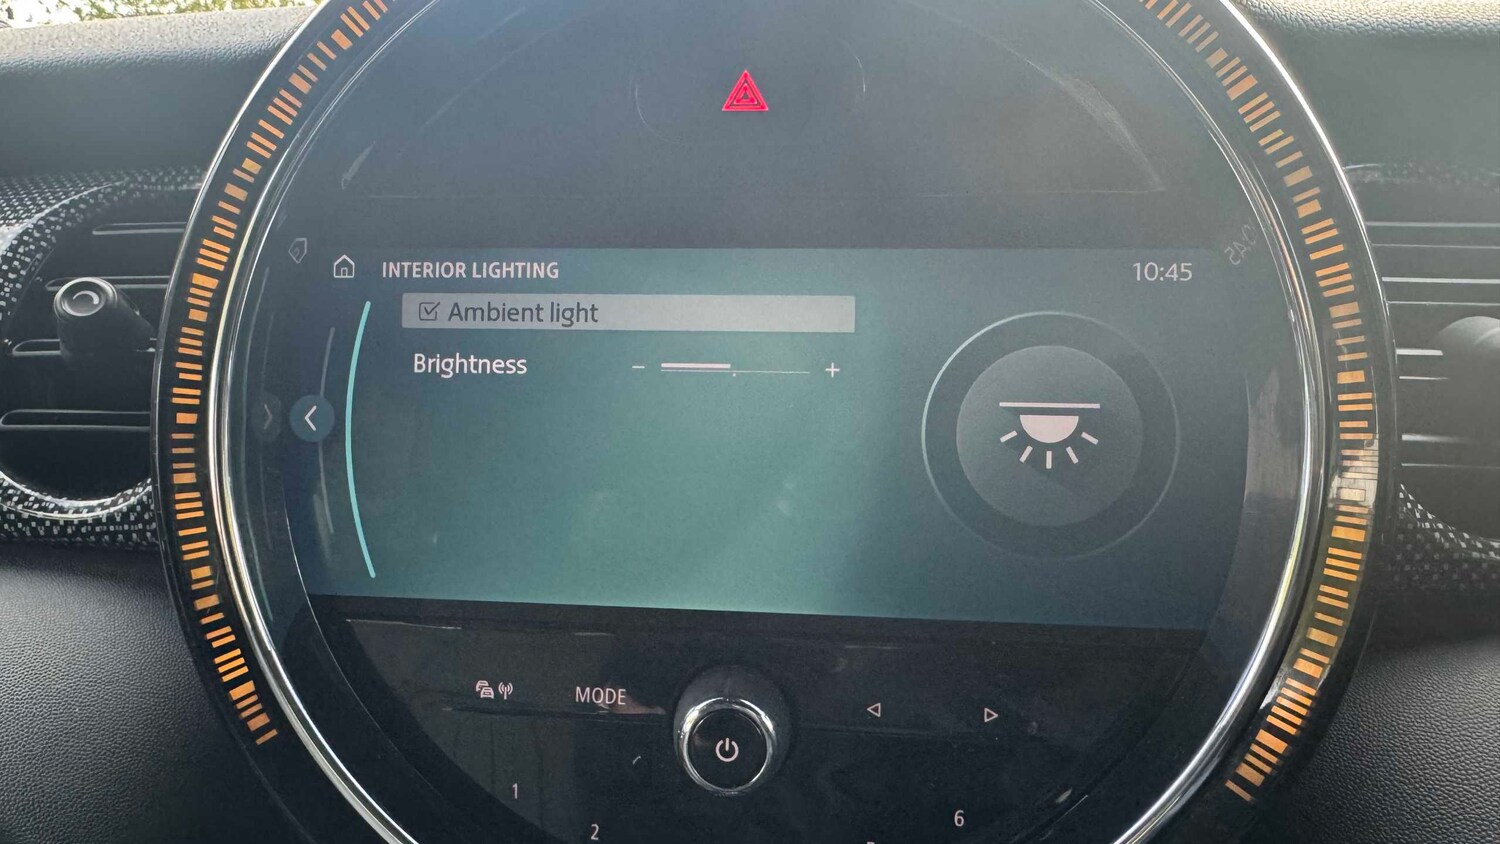 INTERIOR LIGHTING
10:45
Ambient light
Brightness
- +
MODE
1
2
6